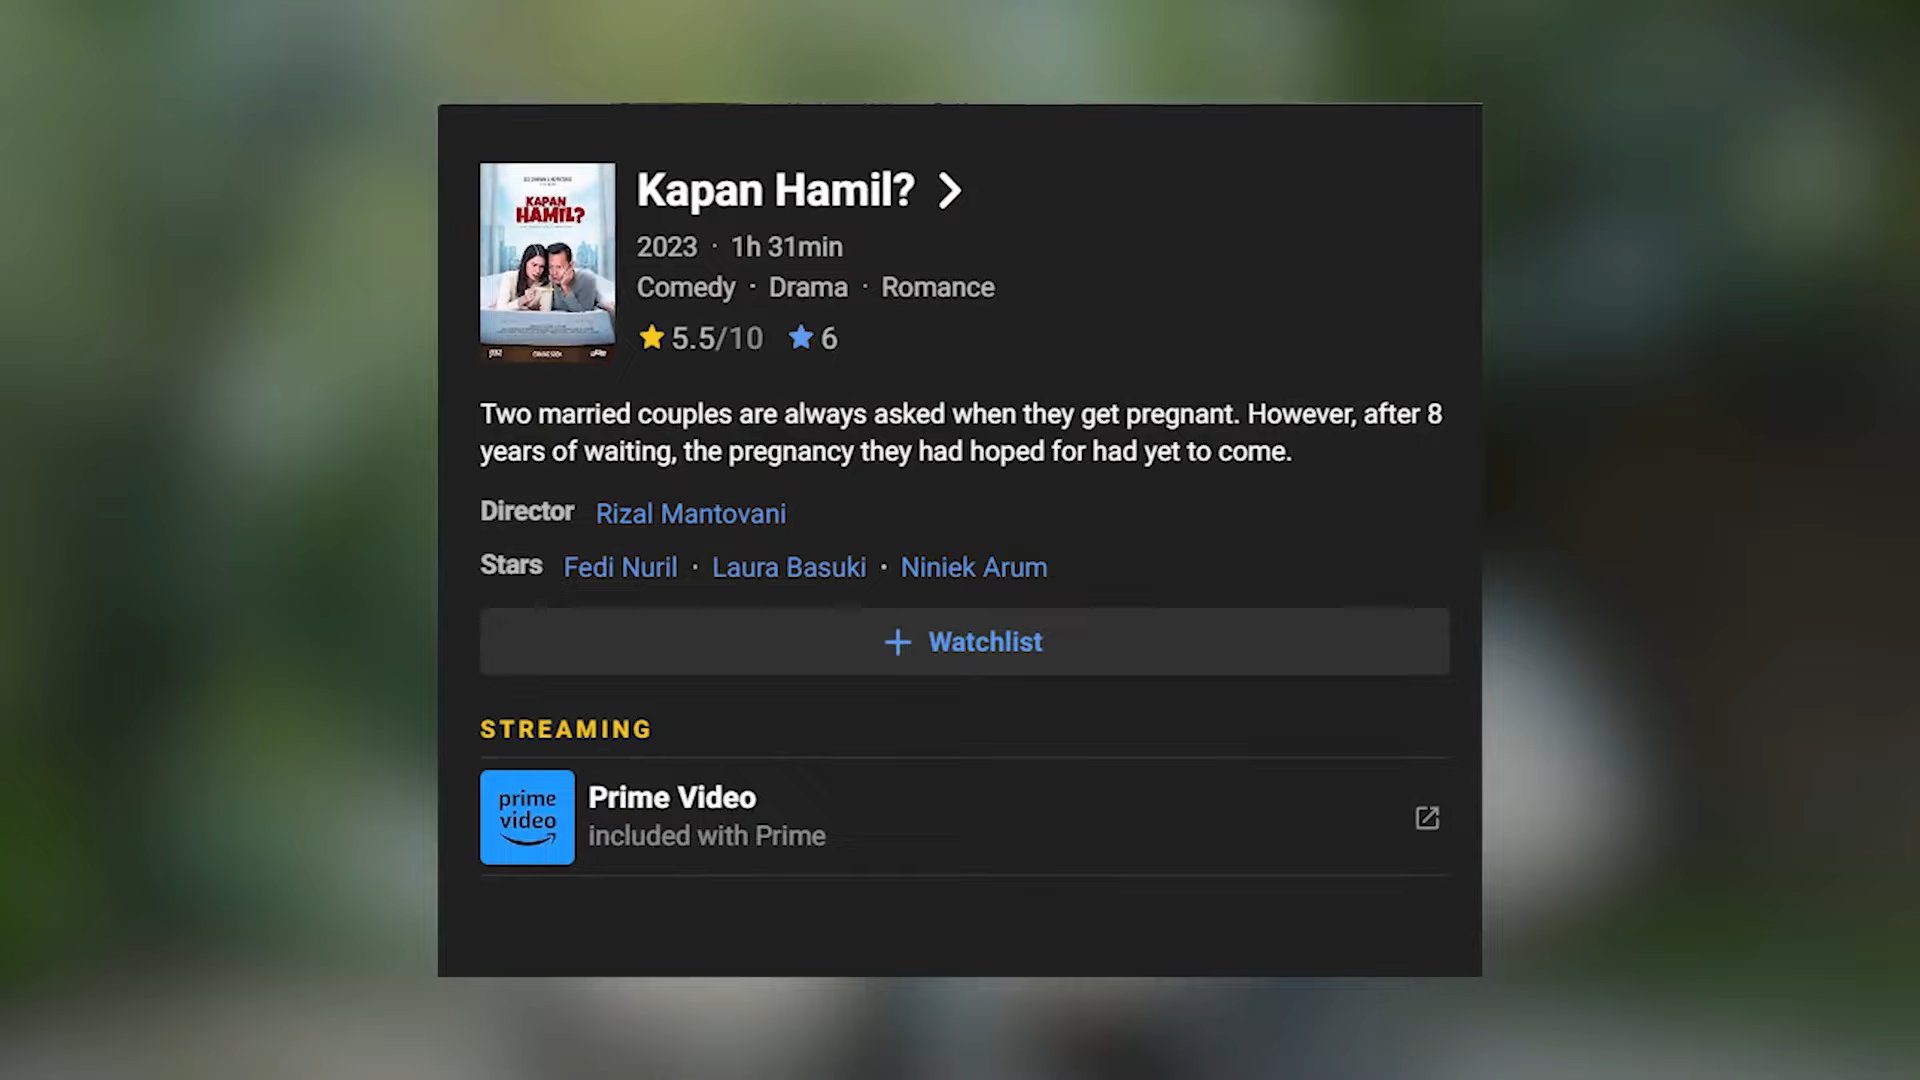 KAPAN
HAMIL?
Kapan Hamil?
2023 · 1h 31min
Comedy · Drama · Romance
5.5/10 6
Two married couples are always asked when they get pregnant. However, after 8
years of waiting, the pregnancy they had hoped for had yet to come.
Director Rizal Mantovani
Stars Fedi Nuril · Laura Basuki · Niniek Arum
+ Watchlist
STREAMING
prime
video
Prime Video
included with Prime